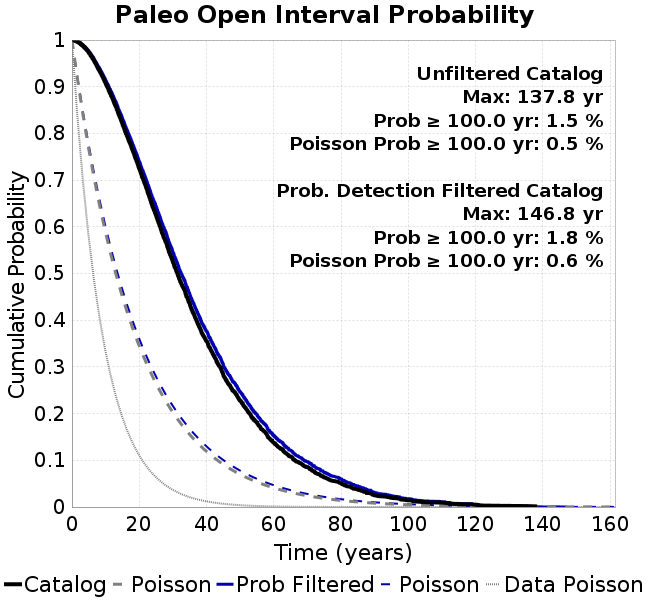 Paleo Open Interval Probability
Unfiltered Catalog
Max: 137.8 yr
Prob ≥ 100.0 yr: 1.5 %
Poisson Prob ≥ 100.0 yr: 0.5 %
Prob. Detection Filtered Catalog
Max: 146.8 yr
Prob ≥ 100.0 yr: 1.8 %
Poisson Prob ≥ 100.0 yr: 0.6 %
Cumulative Probability
1
0.9
0.8
0.7
0.6
0.5
0.4
0.3
0.2
0.1
0
0 20 40 60 80 100 120 140 160
Time (years)
Catalog Poisson Prob Filtered Poisson Data Poisson